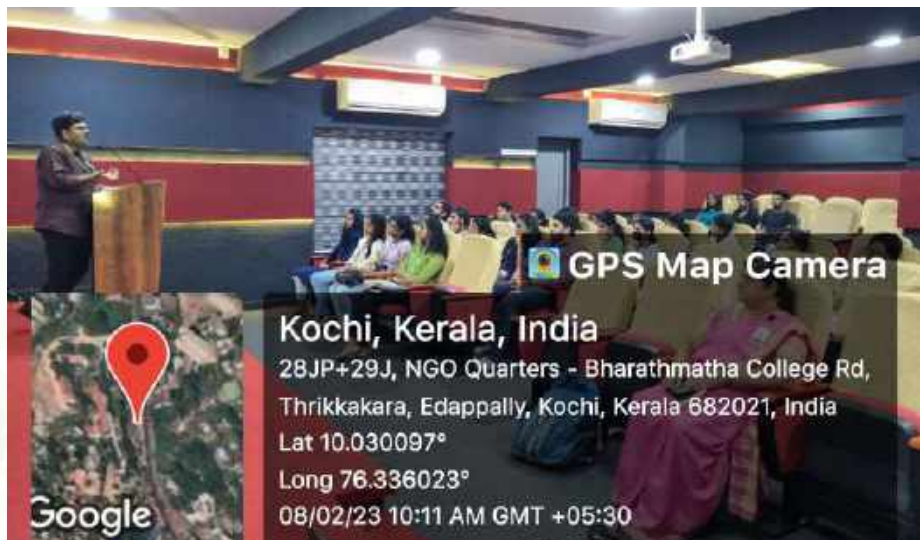 GPS Map Camera
Kochi, Kerala, India
28JP+29J, NGO Quarters - Bharathmatha College Rd,
Thrikkakara, Edappally, Kochi, Kerala 682021, India
Lat 10.030097°
Long 76.336023°
08/02/23 10:11 AM GMT +05:30
Google